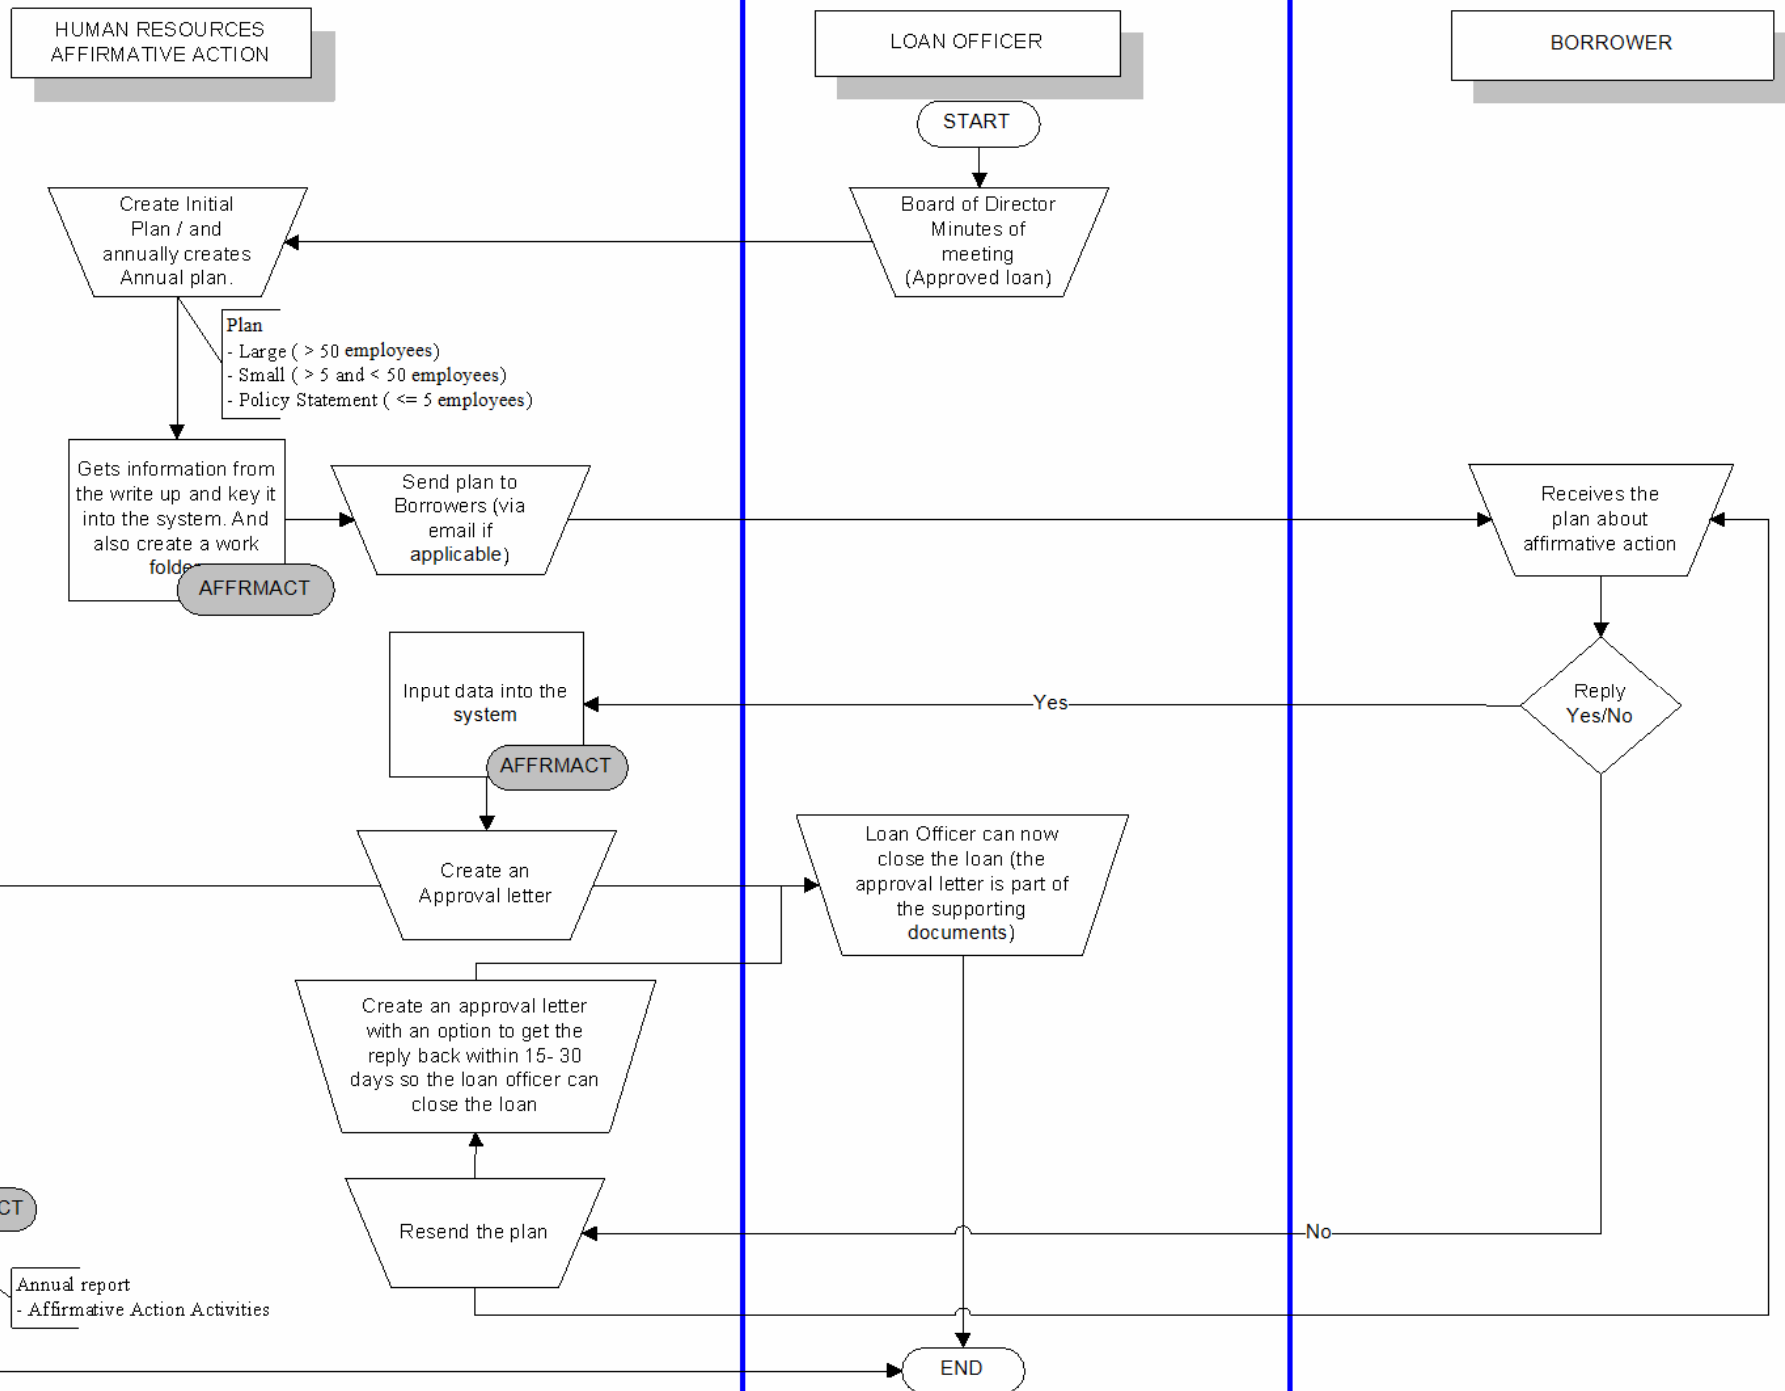 HUMAN RESOURCES
AFFIRMATIVE ACTION
LOAN OFFICER
BORROWER
START
Create Initial
Plan / and
annually creates
Annual plan.
Board of Director
Minutes of
meeting
(Approved loan)
Plan
- Large ( > 50 employees)
- Small ( > 5 and < 50 employees)
- Policy Statement ( <= 5 employees)
Gets information from
the write up and key it
into the system. And
also create a work
folde
AFFRMACT
Send plan to
Borrowers (via
email if
applicable)
Receives the
plan about
affirmative action
Reply
Yes/No
Yes
Input data into the
system
AFFRMACT
Create an
Approval letter
Loan Officer can now
close the loan (the
approval letter is part of
the supporting
documents)
Create an approval letter
with an option to get the
reply back within 15- 30
days so the loan officer can
close the loan
CT
Resend the plan
No
Annual report
- Affirmative Action Activities
END